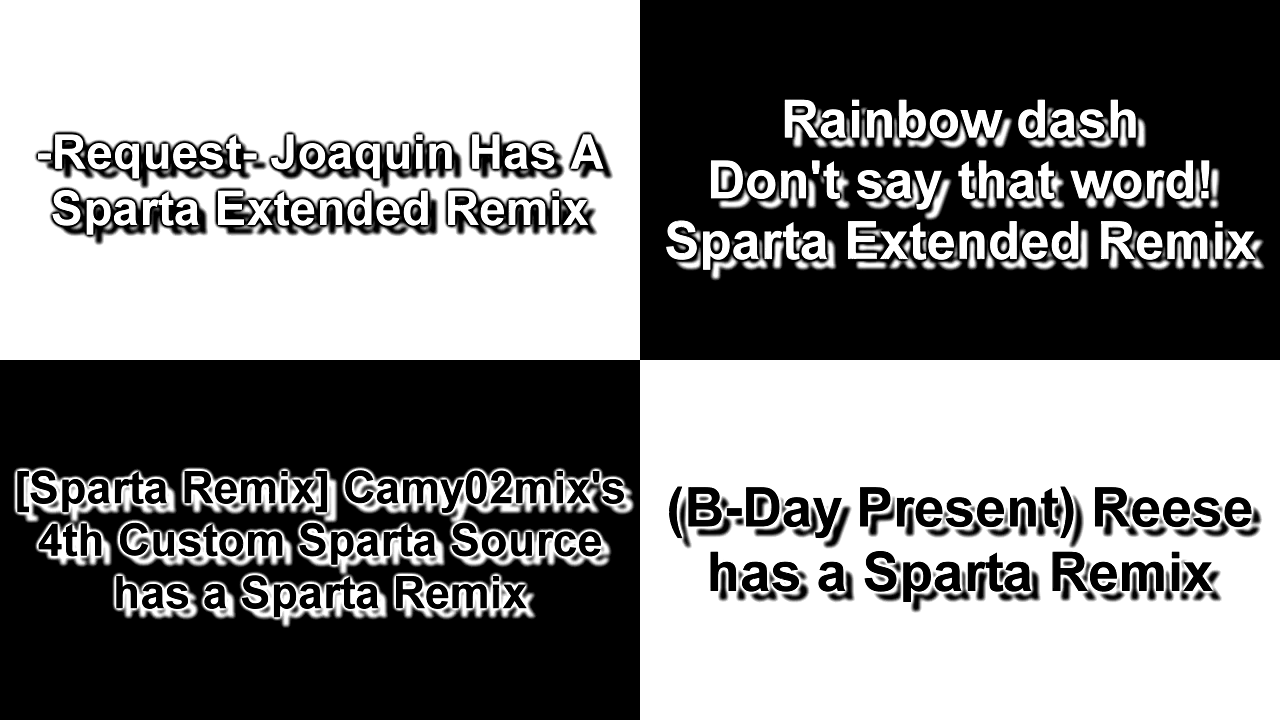 -Request- Joaquin Has A
Sparta Extended Remix
Rainbow dash
Don't say that word!
Sparta Extended Remix
[Sparta Remix] Camy02mix's
4th Custom Sparta Source
has a Sparta Remix
(B-Day Present) Reese
has a Sparta Remix